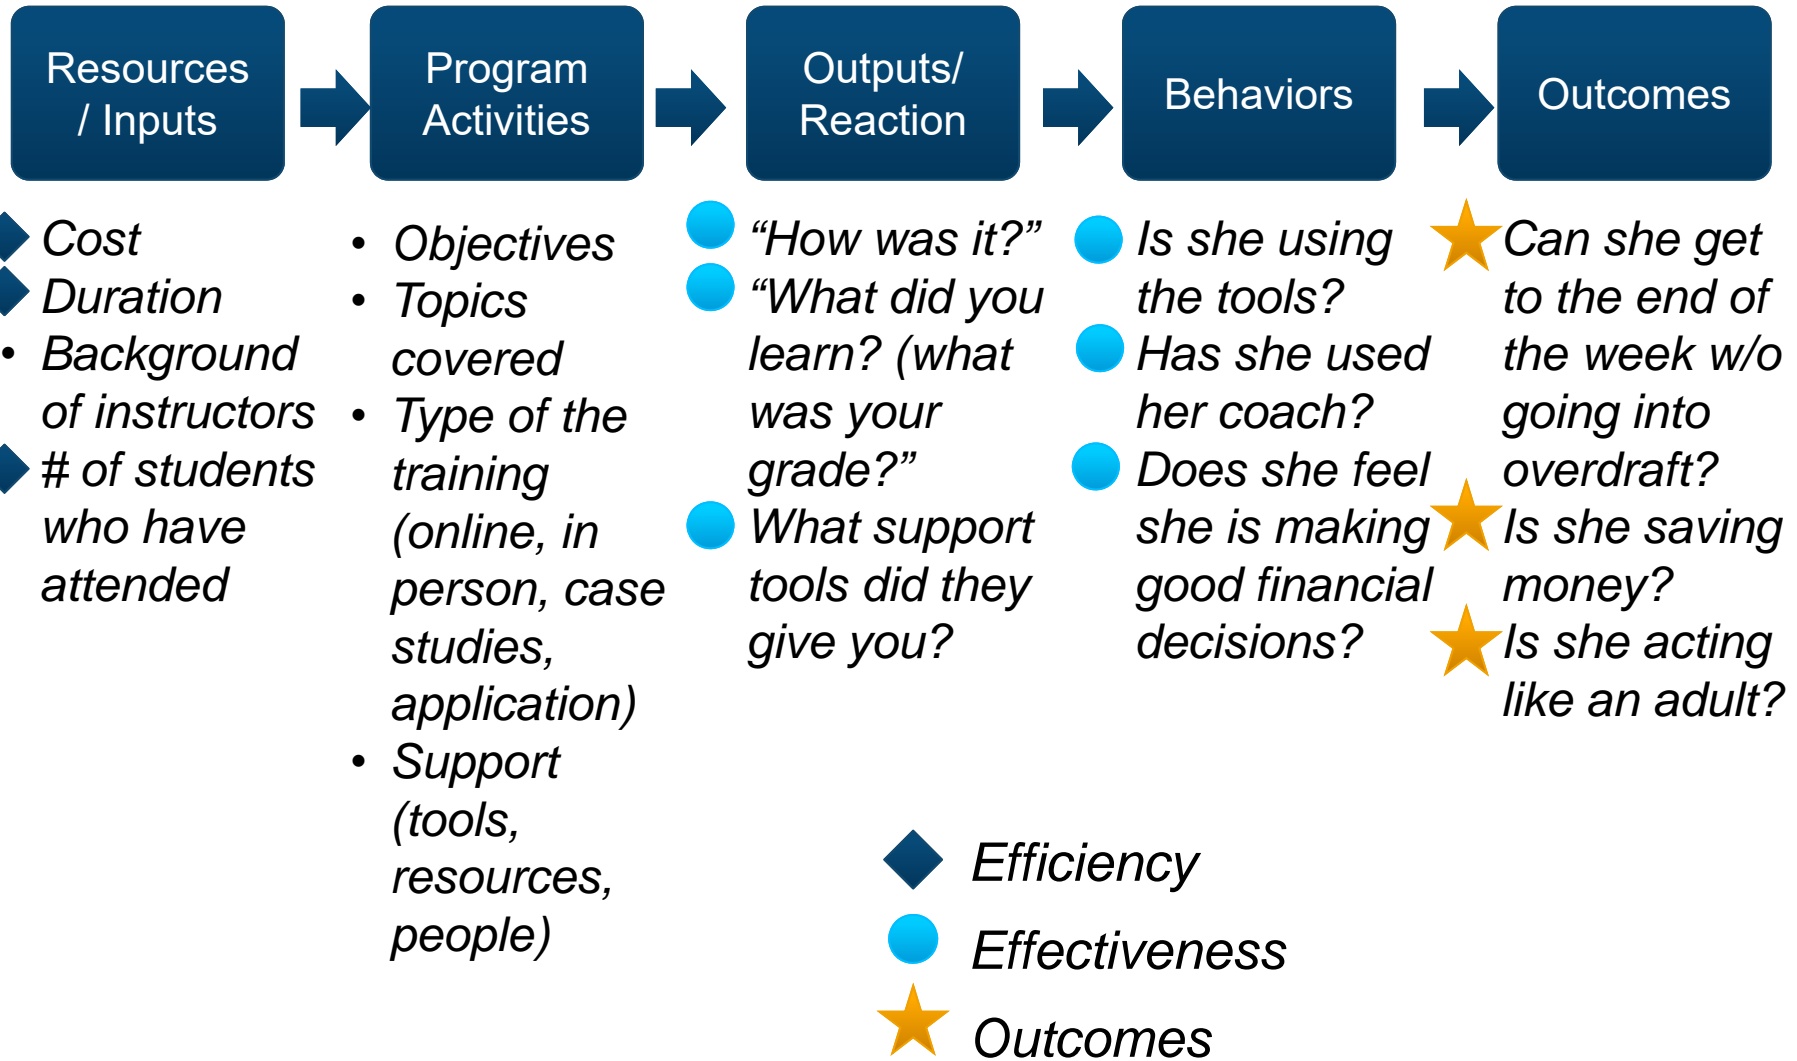 Resources
/ Inputs
Program
Activities
Outputs/
Reaction
Behaviors
Outcomes
Cost
Duration
• Background
of instructors
# of students
who have
attended
• Objectives
• Topics
covered
• Type of the
training
(online, in
person, case
studies,
application)
• Support
(tools,
resources,
people)
“How was it?”
“What did you
learn? (what
was your
grade?”
What support
tools did they
give you?
Is she using
the tools?
Has she used
her coach?
Does she feel
she is making
good financial
decisions?
Can she get
to the end of
the week w/o
going into
overdraft?
Is she saving
money?
Is she acting
like an adult?
Efficiency
Effectiveness
Outcomes